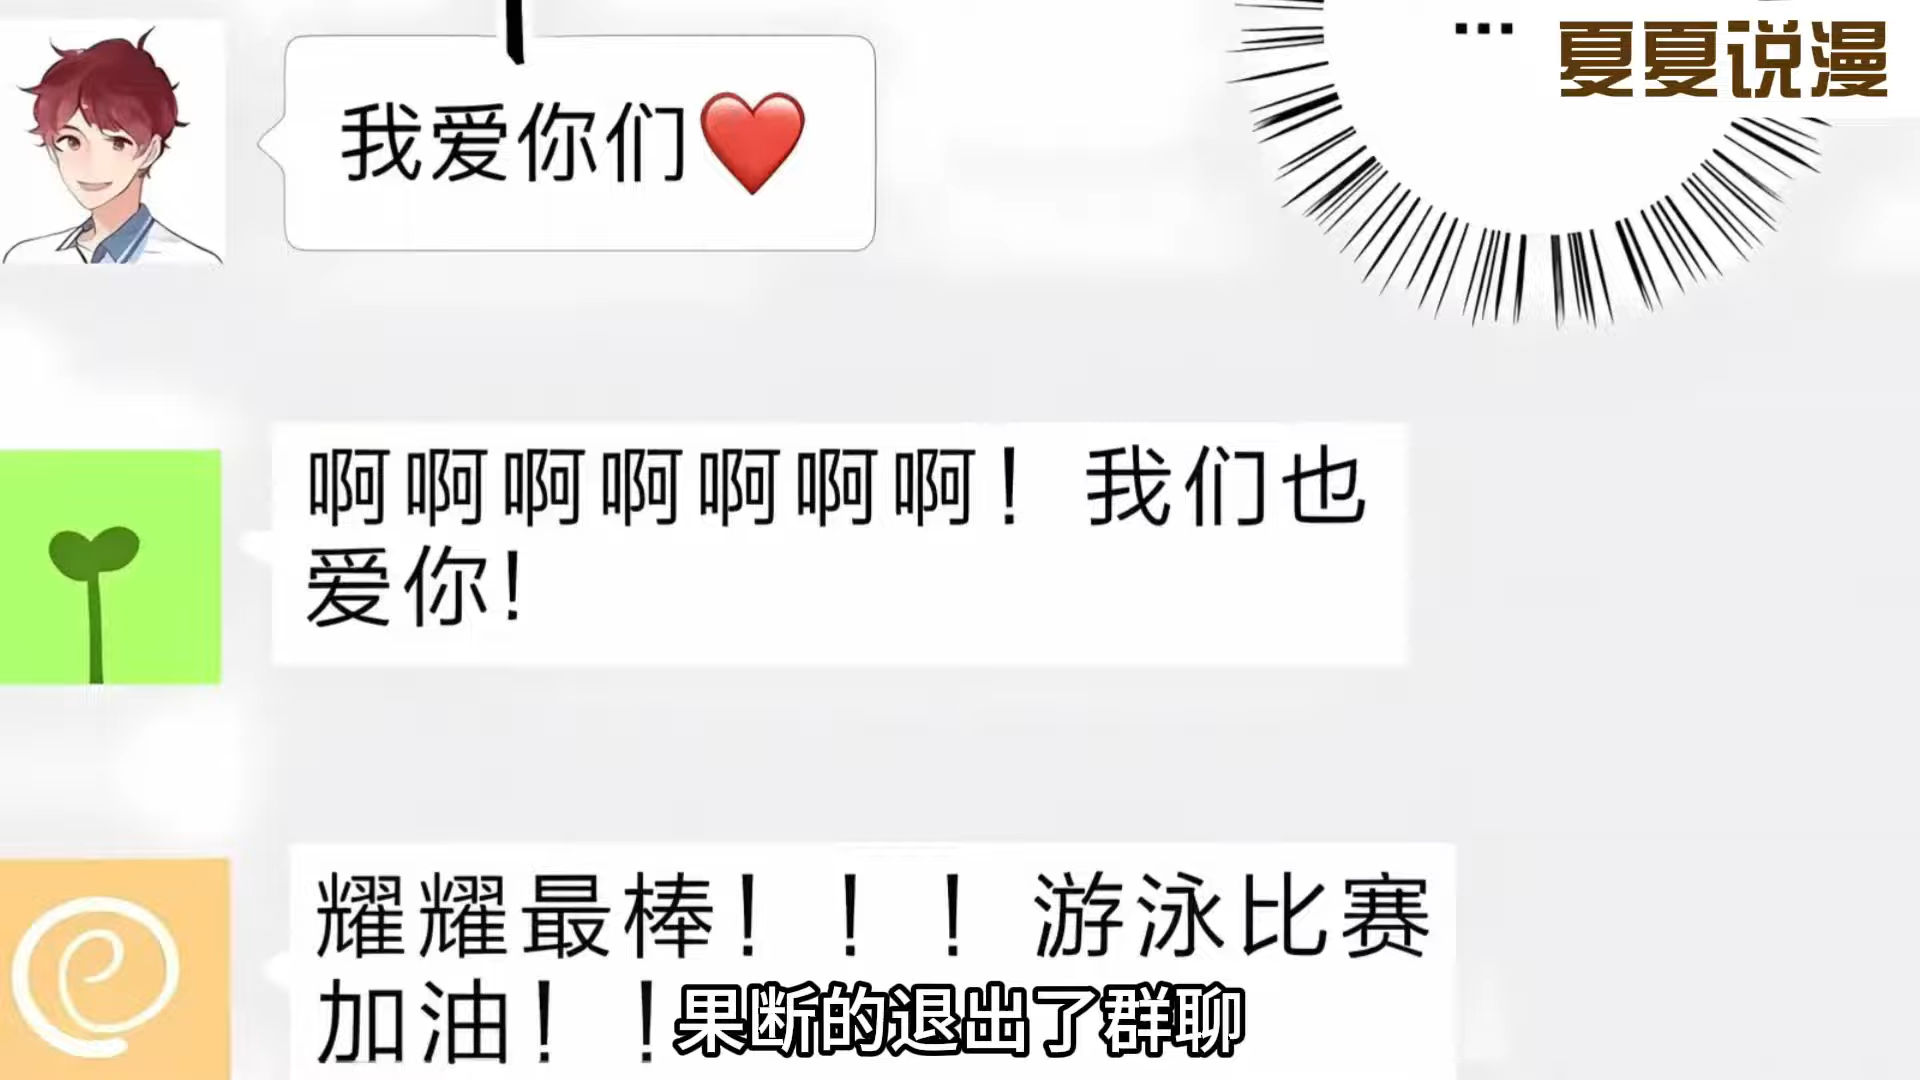 ...
夏夏说漫
我爱你们❤️
啊啊啊啊啊啊啊！我们也
爱你！
耀耀最棒！！！游泳比赛
加油！！
果断的退出了群聊